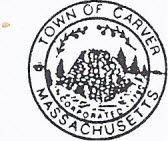 TOWN OF CARVER
INCORPORATED
MASSACHUSETTS